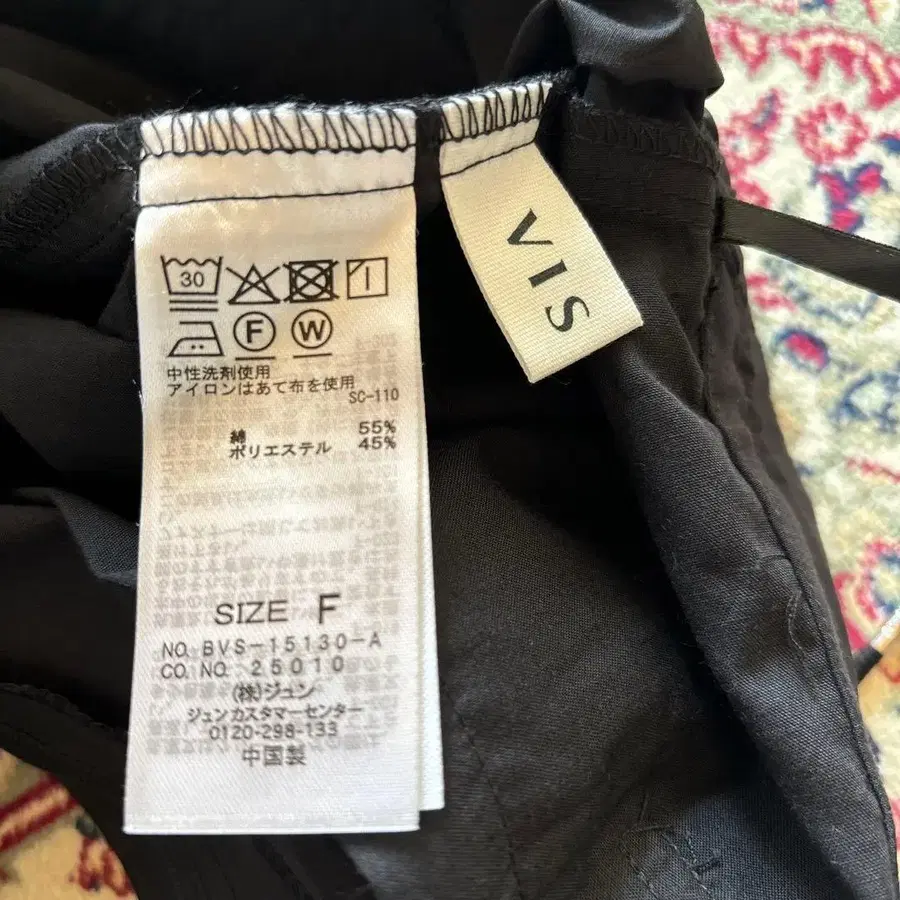 30
F W
中性洗剤使用
アイロンはあて布を使用
SC-110
綿 55%
ポリエステル 45%
SIZE F
NO. BVS-15130-A
CO. NO. 25010
(株)ジュン
ジュンカスタマーセンター
0120-298-133
中国製
VIS